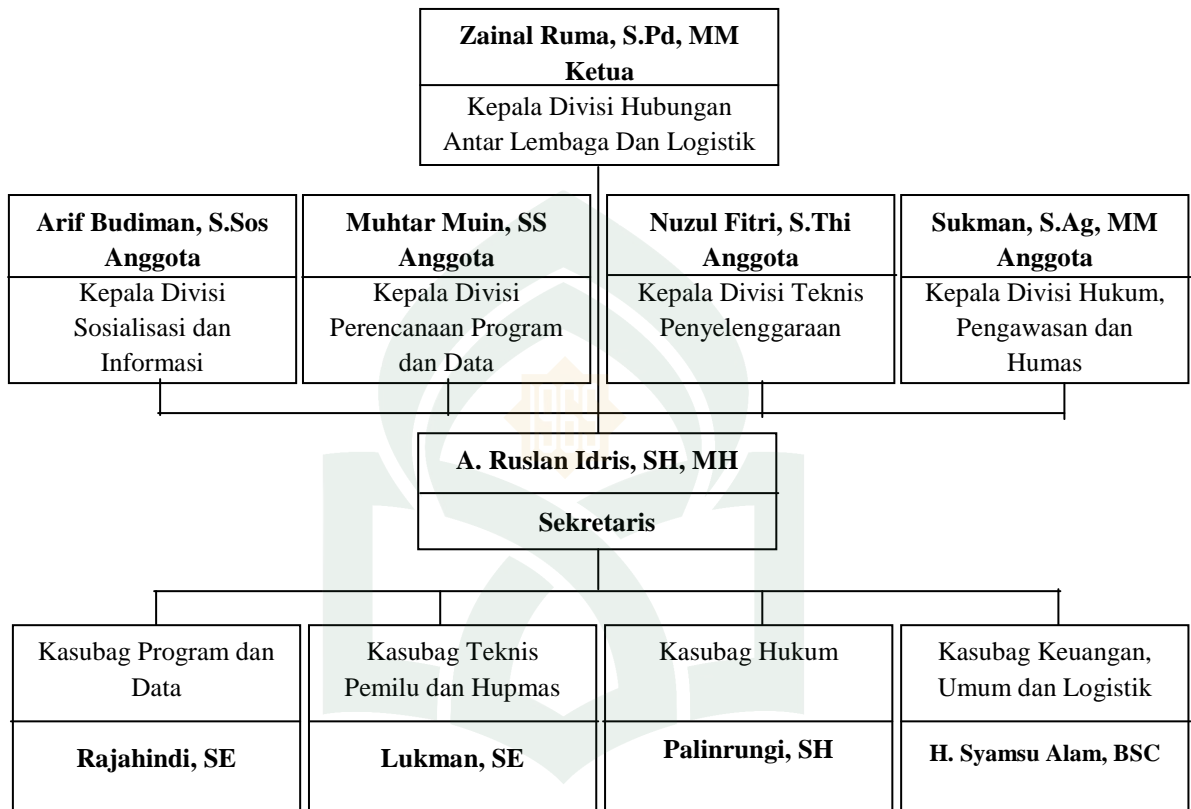 Zainal Ruma, S.Pd, MM
Ketua
Kepala Divisi Hubungan
Antar Lembaga Dan Logistik
Arif Budiman, S.Sos
Anggota
Kepala Divisi
Sosialisasi dan
Informasi
Muhtar Muin, SS
Anggota
Kepala Divisi
Perencanaan Program
dan Data
Nuzul Fitri, S.Thi
Anggota
Kepala Divisi Teknis
Penyelenggaraan
Sukman, S.Ag, MM
Anggota
Kepala Divisi Hukum,
Pengawasan dan
Humas
A. Ruslan Idris, SH, MH
Sekretaris
Kasubag Program dan
Data
Rajahindi, SE
Kasubag Teknis
Pemilu dan Hupmas
Lukman, SE
Kasubag Hukum
Palinrungi, SH
Kasubag Keuangan,
Umum dan Logistik
H. Syamsu Alam, BSC